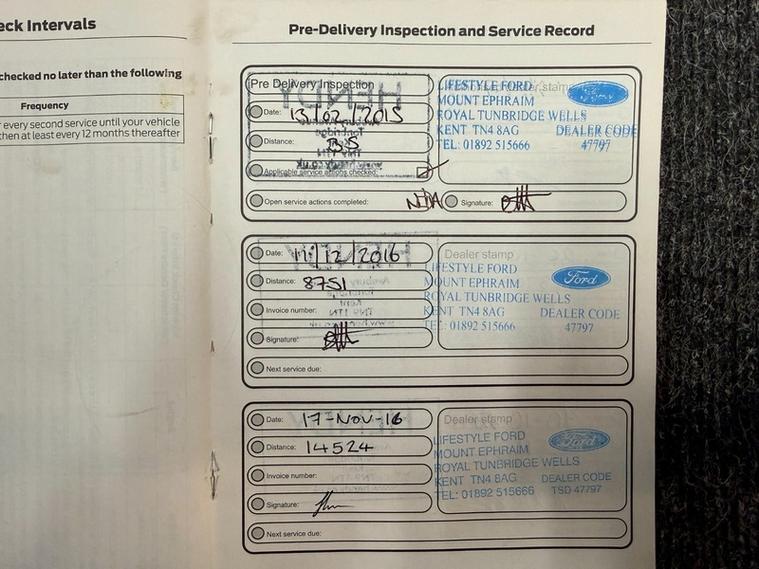 eck Intervals
checked no later than the following
Frequency
every second service until your vehicle
then at least every 12 months thereafter
Pre-Delivery Inspection and Service Record
Pre Delivery Inspection
Date: 13/02/2015
Distance: BS
Applicable service actions checked:
Open service actions completed: N/A
Signature:
Dealer stamp
LIFESTYLE FORD
MOUNT EPHRAIM
ROYAL TUNBRIDGE WELLS
KENT TN4 8AG DEALER CODE
TEL: 01892 515666 47797
Date: 11/12/2016
Distance: 8751
Invoice number:
Signature:
Next service due:
Dealer stamp
LIFESTYLE FORD
Ford
MOUNT EPHRAIM
ROYAL TUNBRIDGE WELLS
KENT TN4 8AG DEALER CODE
TEL: 01892 515666 47797
Date: 17-NOV-16
Distance: 14524
Invoice number:
Signature:
Next service due:
Dealer stamp
LIFESTYLE FORD
Ford
MOUNT EPHRAIM
ROYAL TUNBRIDGE WELLS
KENT TN4 8AG DEALER CODE
TEL: 01892 515666 TSD 47797